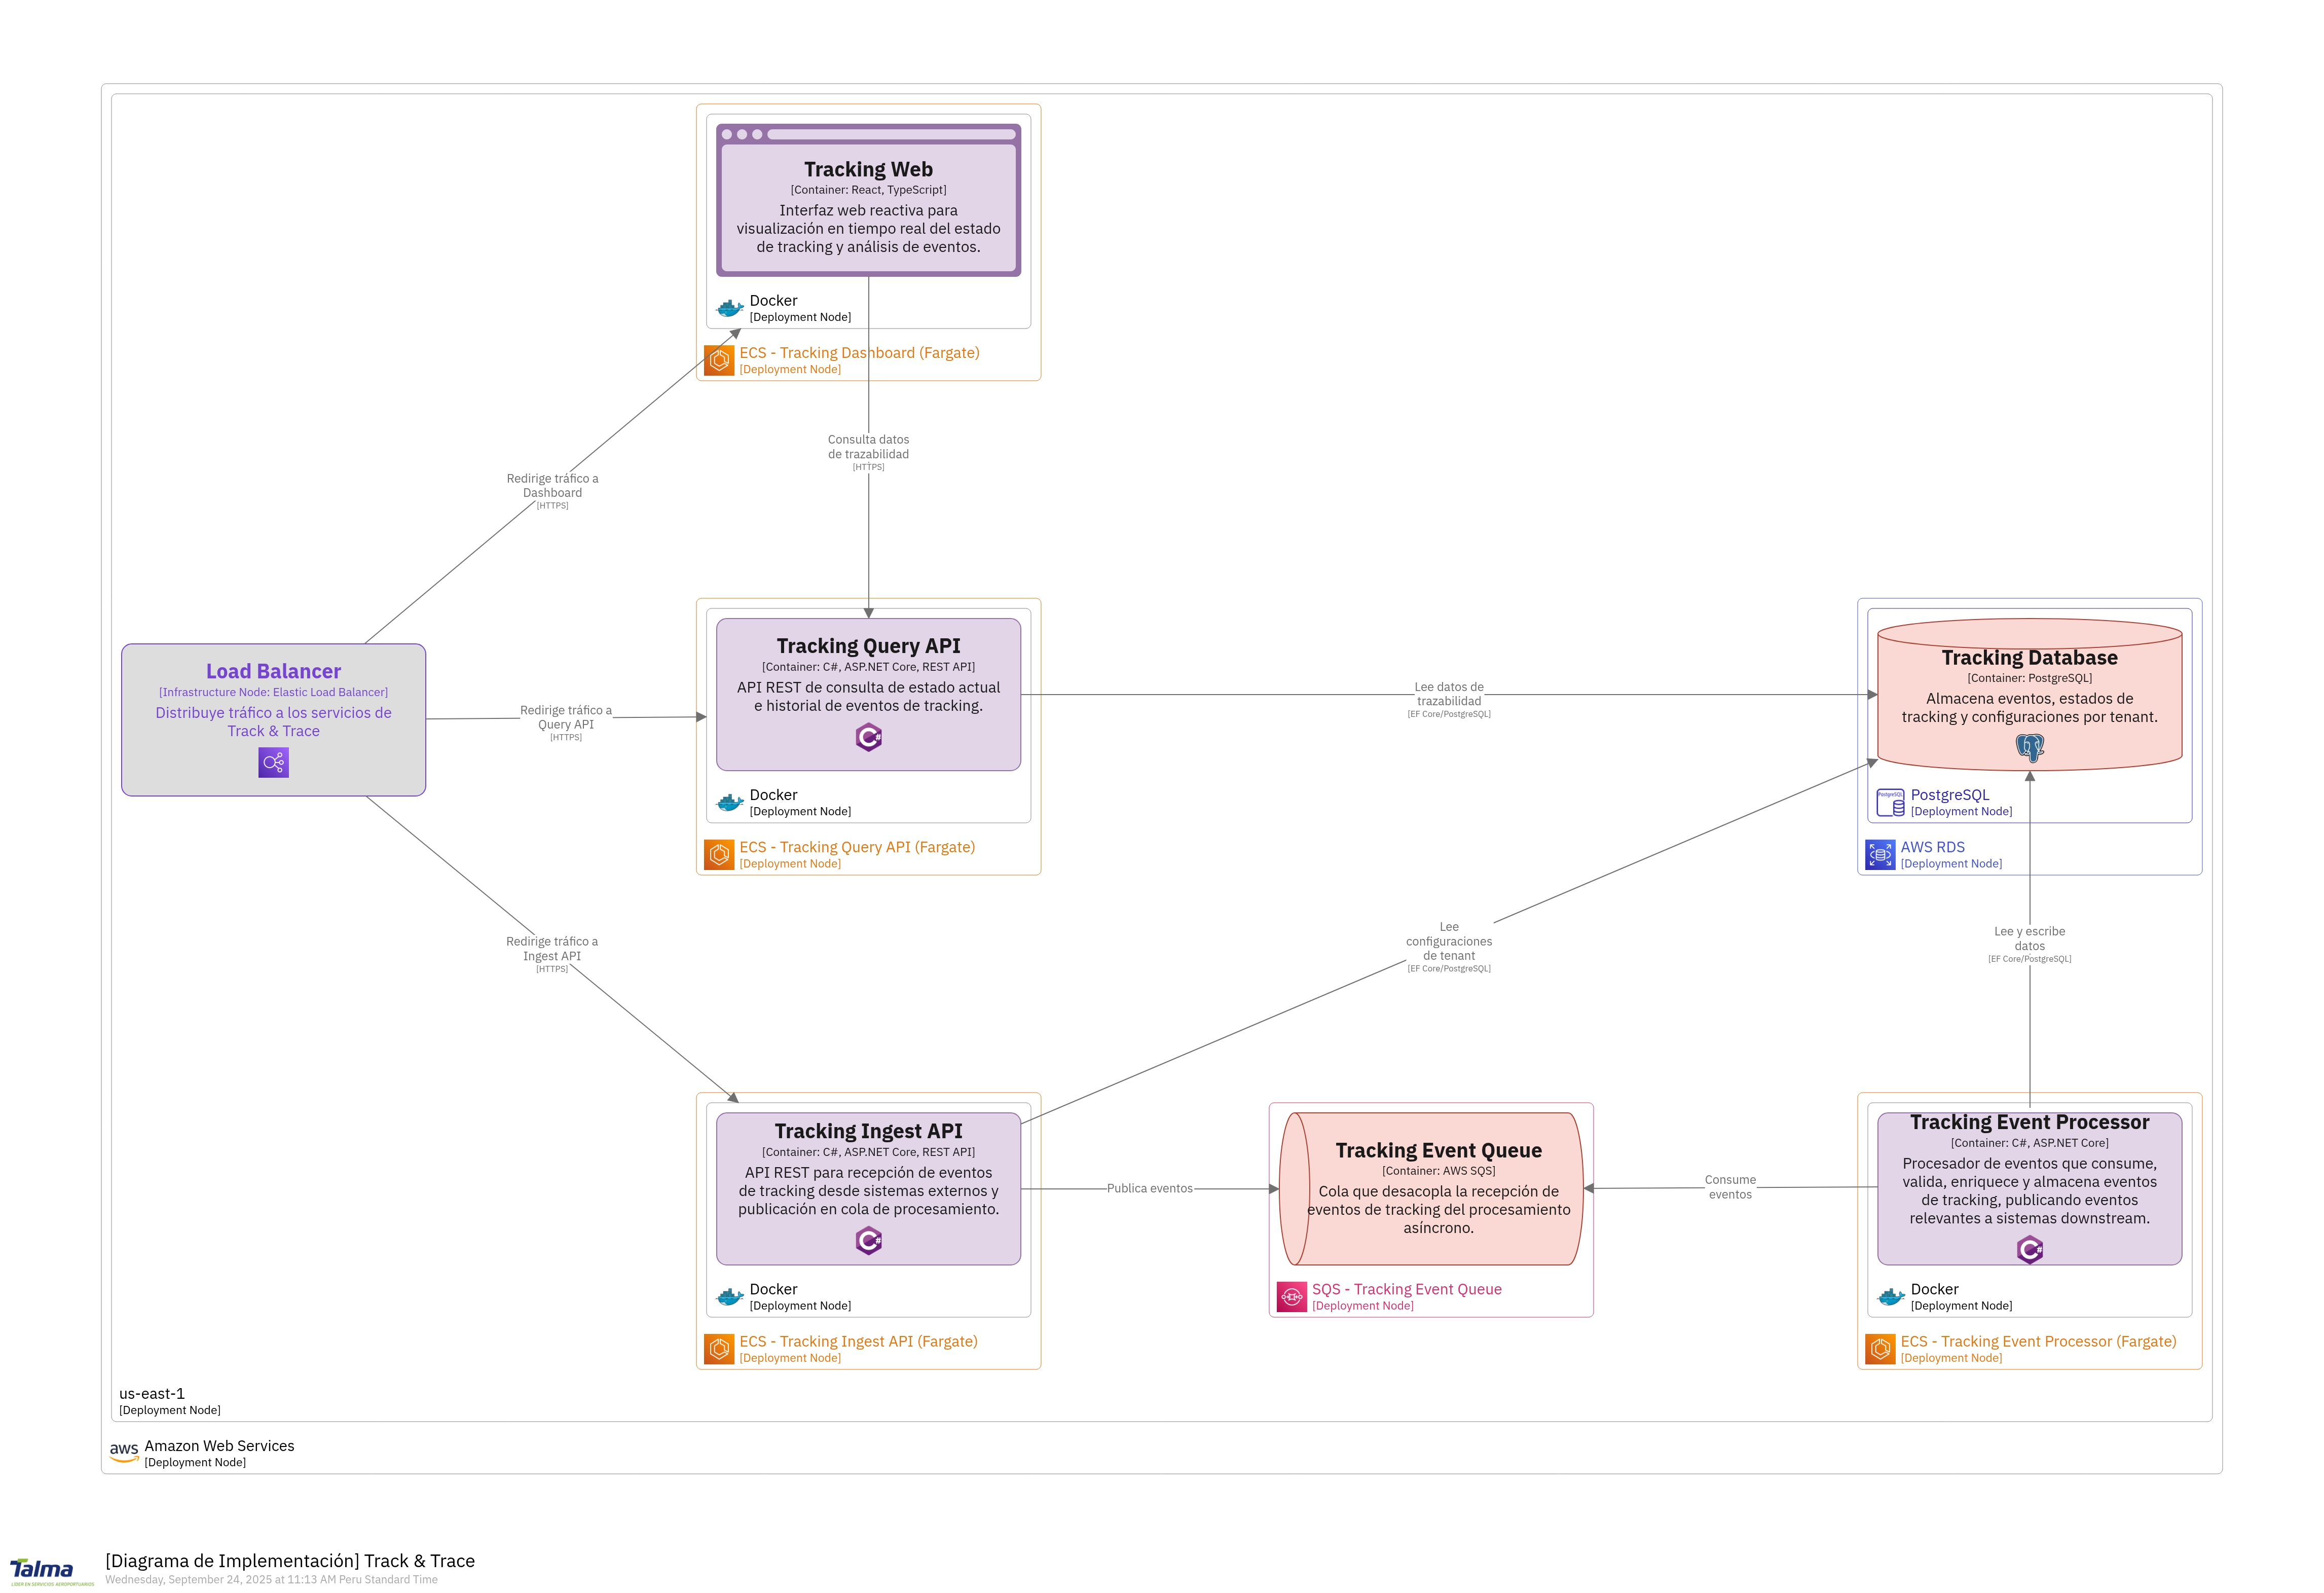 Tracking Web
[Container: React, TypeScript]
Interfaz web reactiva para
visualización en tiempo real del estado
de tracking y análisis de eventos.
Docker
[Deployment Node]
ECS - Tracking Dashboard (Fargate)
[Deployment Node]
Consulta datos
de trazabilidad
[HTTPS]
Redirige tráfico a
Dashboard
[HTTPS]
Load Balancer
[Infrastructure Node: Elastic Load Balancer]
Distribuye tráfico a los servicios de
Track & Trace
Redirige tráfico a
Query API
[HTTPS]
Tracking Query API
[Container: C#, ASP.NET Core, REST API]
API REST de consulta de estado actual
e historial de eventos de tracking.
C#
Docker
[Deployment Node]
ECS - Tracking Query API (Fargate)
[Deployment Node]
Lee datos de
trazabilidad
[EF Core/PostgreSQL]
Tracking Database
[Container: PostgreSQL]
Almacena eventos, estados de
tracking y configuraciones por tenant.
PostgreSQL
PostgreSQL
[Deployment Node]
AWS RDS
[Deployment Node]
Redirige tráfico a
Ingest API
[HTTPS]
Lee
configuraciones
de tenant
[EF Core/PostgreSQL]
Lee y escribe
datos
[EF Core/PostgreSQL]
Tracking Ingest API
[Container: C#, ASP.NET Core, REST API]
API REST para recepción de eventos
de tracking desde sistemas externos y
publicación en cola de procesamiento.
C#
Docker
[Deployment Node]
ECS - Tracking Ingest API (Fargate)
[Deployment Node]
Publica eventos
Tracking Event Queue
[Container: AWS SQS]
Cola que desacopla la recepción de
eventos de tracking del procesamiento
asíncrono.
SQS - Tracking Event Queue
[Deployment Node]
Consume
eventos
Tracking Event Processor
[Container: C#, ASP.NET Core]
Procesador de eventos que consume,
valida, enriquece y almacena eventos
de tracking, publicando eventos
relevantes a sistemas downstream.
C#
Docker
[Deployment Node]
ECS - Tracking Event Processor (Fargate)
[Deployment Node]
us-east-1
[Deployment Node]
aws
Amazon Web Services
[Deployment Node]
Talma
LIDER EN SERVICIOS AEROPORTUARIOS
[Diagrama de Implementación] Track & Trace
Wednesday, September 24, 2025 at 11:13 AM Peru Standard Time